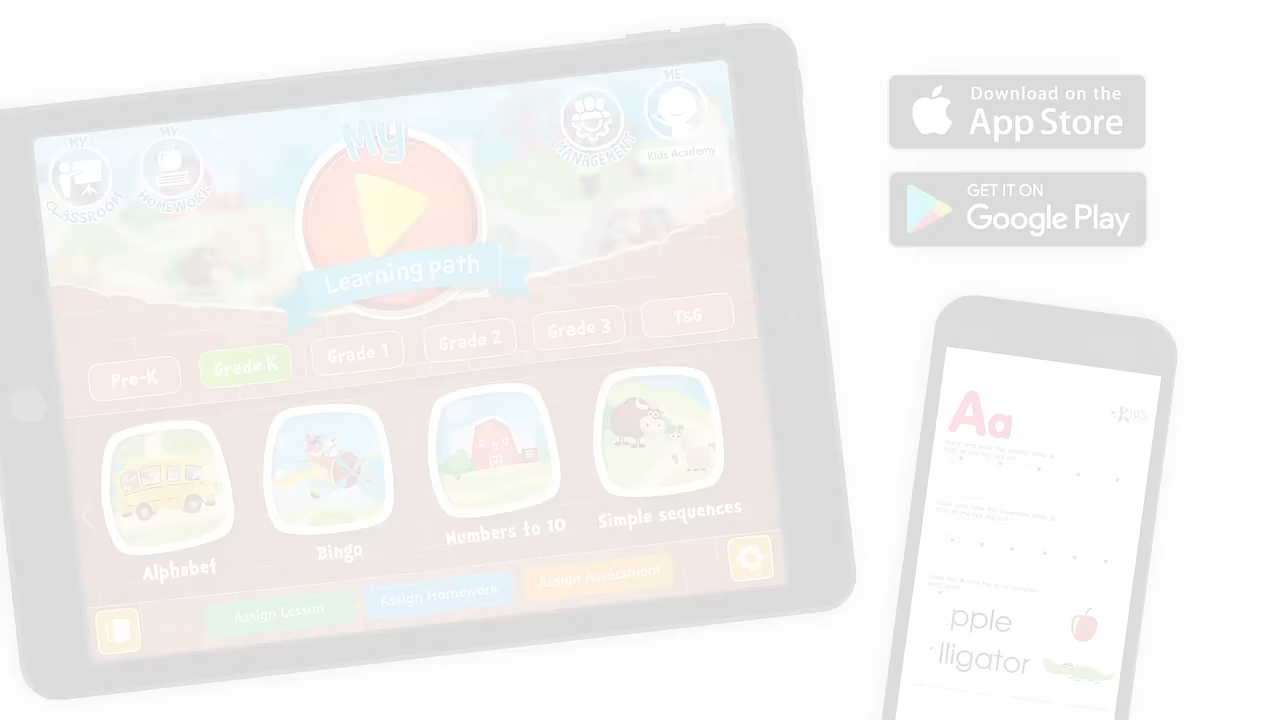 MY
CLASSROOM
MY
HOMEWORK
My
Learning path
MANAGEMENT
ME
Kids Academy
Pre-K
Grade K
Grade 1
Grade 2
Grade 3
T&G
Alphabet
Bingo
Numbers to 10
Simple sequences
Assign Lesson
Assign Homework
Assign Assessment
Download on the
App Store
GET IT ON
Google Play
Aa
KIPS
pple
lligator